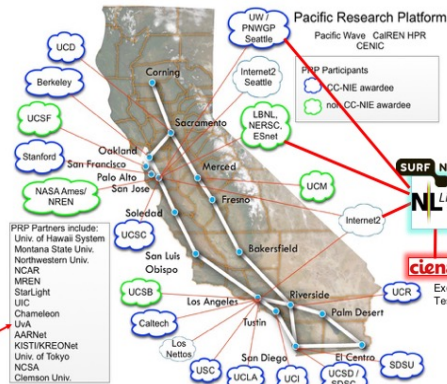 Pacific Research Platform
Pacific Wave CalREN HPR
CENIC
PRP Participants
CC-NIE awardee
non CC-NIE awardee
UW /
PNWGP
Seattle
UCD
Internet2
Seattle
Corning
Berkeley
LBNL,
NERSC,
ESnet
UCSF
Sacramento
Oakland
Stanford
San Francisco
Palo Alto
San Jose
Merced
SURF N
NL
NASA Ames/
NREN
UCM
Fresno
Soledad
Internet2
UCSC
PRP Partners include:
Univ. of Hawaii System
Montana State Univ.
Northwestern Univ.
NCAR
MREN
StarLight
UIC
Chameleon
UvA
AARNet
KISTI/KREONet
Univ. of Tokyo
NCSA
Clemson Univ.
San Luis
Obispo
Bakersfield
ciena
UCSB
Los Angeles
Riverside
UCR
Caltech
Tustin
Palm Desert
Los
Nettos
San Diego
El Centro
USC
UCLA
UCI
UCSD /
SDSC
SDSU